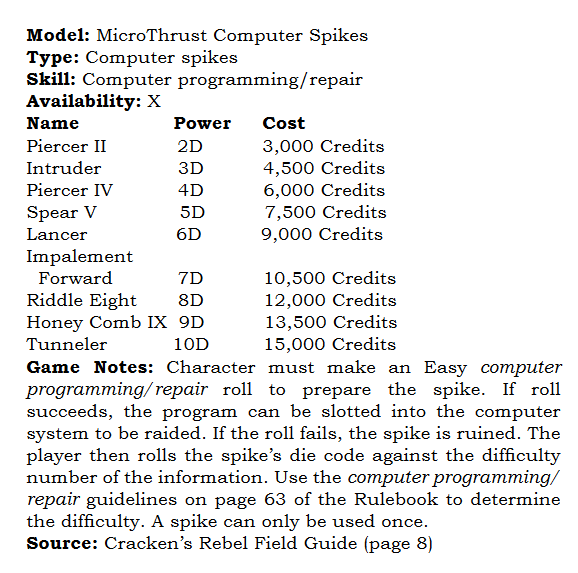 Model: MicroThrust Computer Spikes
Type: Computer spikes
Skill: Computer programming/repair
Availability: X
Name Power Cost
Piercer II 2D 3,000 Credits
Intruder 3D 4,500 Credits
Piercer IV 4D 6,000 Credits
Spear V 5D 7,500 Credits
Lancer 6D 9,000 Credits
Impalement
Forward 7D 10,500 Credits
Riddle Eight 8D 12,000 Credits
Honey Comb IX 9D 13,500 Credits
Tunneler 10D 15,000 Credits
Game Notes: Character must make an Easy computer
programming/repair roll to prepare the spike. If roll
succeeds, the program can be slotted into the computer
system to be raided. If the roll fails, the spike is ruined. The
player then rolls the spike's die code against the difficulty
number of the information. Use the computer programming/
repair guidelines on page 63 of the Rulebook to determine
the difficulty. A spike can only be used once.
Source: Cracken's Rebel Field Guide (page 8)